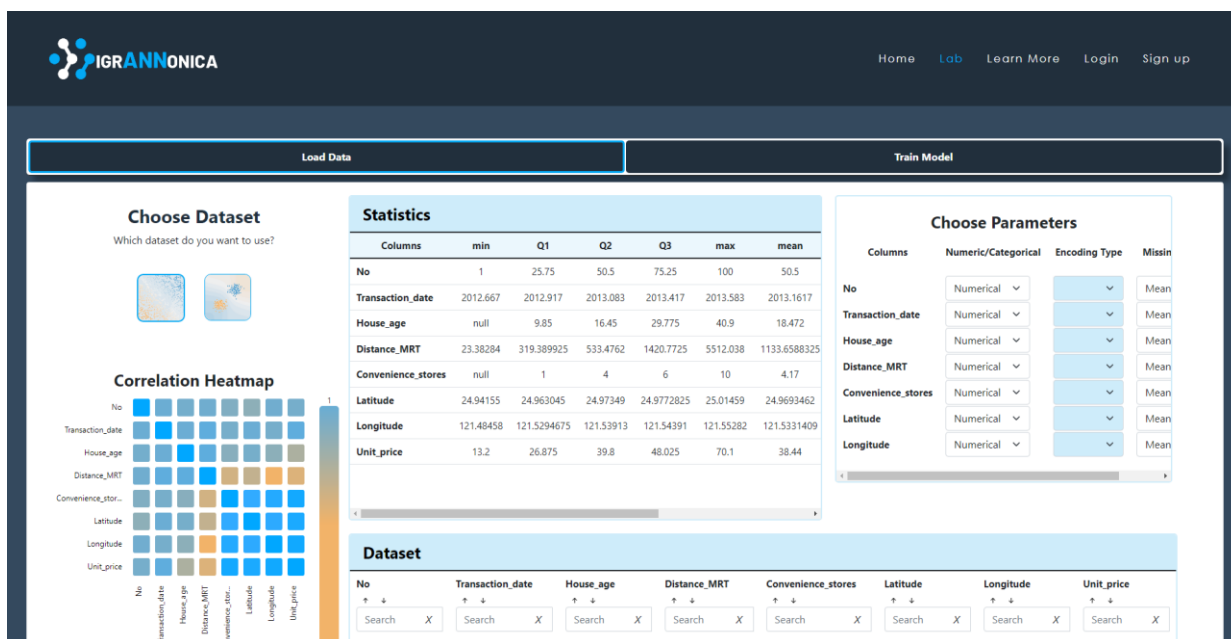 IGRANNONICA
Home Lab Learn More Login Sign up
Load Data Train Model
Choose Dataset
Which dataset do you want to use?
Correlation Heatmap
No
Transaction_date
House_age
Distance_MRT
Convenience_stor...
Latitude
Longitude
Unit_price
1
No ransaction_date House_age Distance_MRT nvenience_stor... Latitude Longitude Unit_price
Statistics
Columns min Q1 Q2 Q3 max mean
No 1 25.75 50.5 75.25 100 50.5
Transaction_date 2012.667 2012.917 2013.083 2013.417 2013.583 2013.1617
House_age null 9.85 16.45 29.775 40.9 18.472
Distance_MRT 23.38284 319.389925 533.4762 1420.7725 5512.038 1133.6588325
Convenience_stores null 1 4 6 10 4.17
Latitude 24.94155 24.963045 24.97349 24.9772825 25.01459 24.9693462
Longitude 121.48458 121.5294675 121.53913 121.54391 121.55282 121.5331409
Unit_price 13.2 26.875 39.8 48.025 70.1 38.44
Choose Parameters
Columns Numeric/Categorical Encoding Type Missin
No Numerical Mean
Transaction_date Numerical Mean
House_age Numerical Mean
Distance_MRT Numerical Mean
Convenience_stores Numerical Mean
Latitude Numerical Mean
Longitude Numerical Mean
Dataset
No Transaction_date House_age Distance_MRT Convenience_stores Latitude Longitude Unit_price
↑ ↓ ↑ ↓ ↑ ↓ ↑ ↓ ↑ ↓ ↑ ↓ ↑ ↓ ↑ ↓
Search X Search X Search X Search X Search X Search X Search X Search X